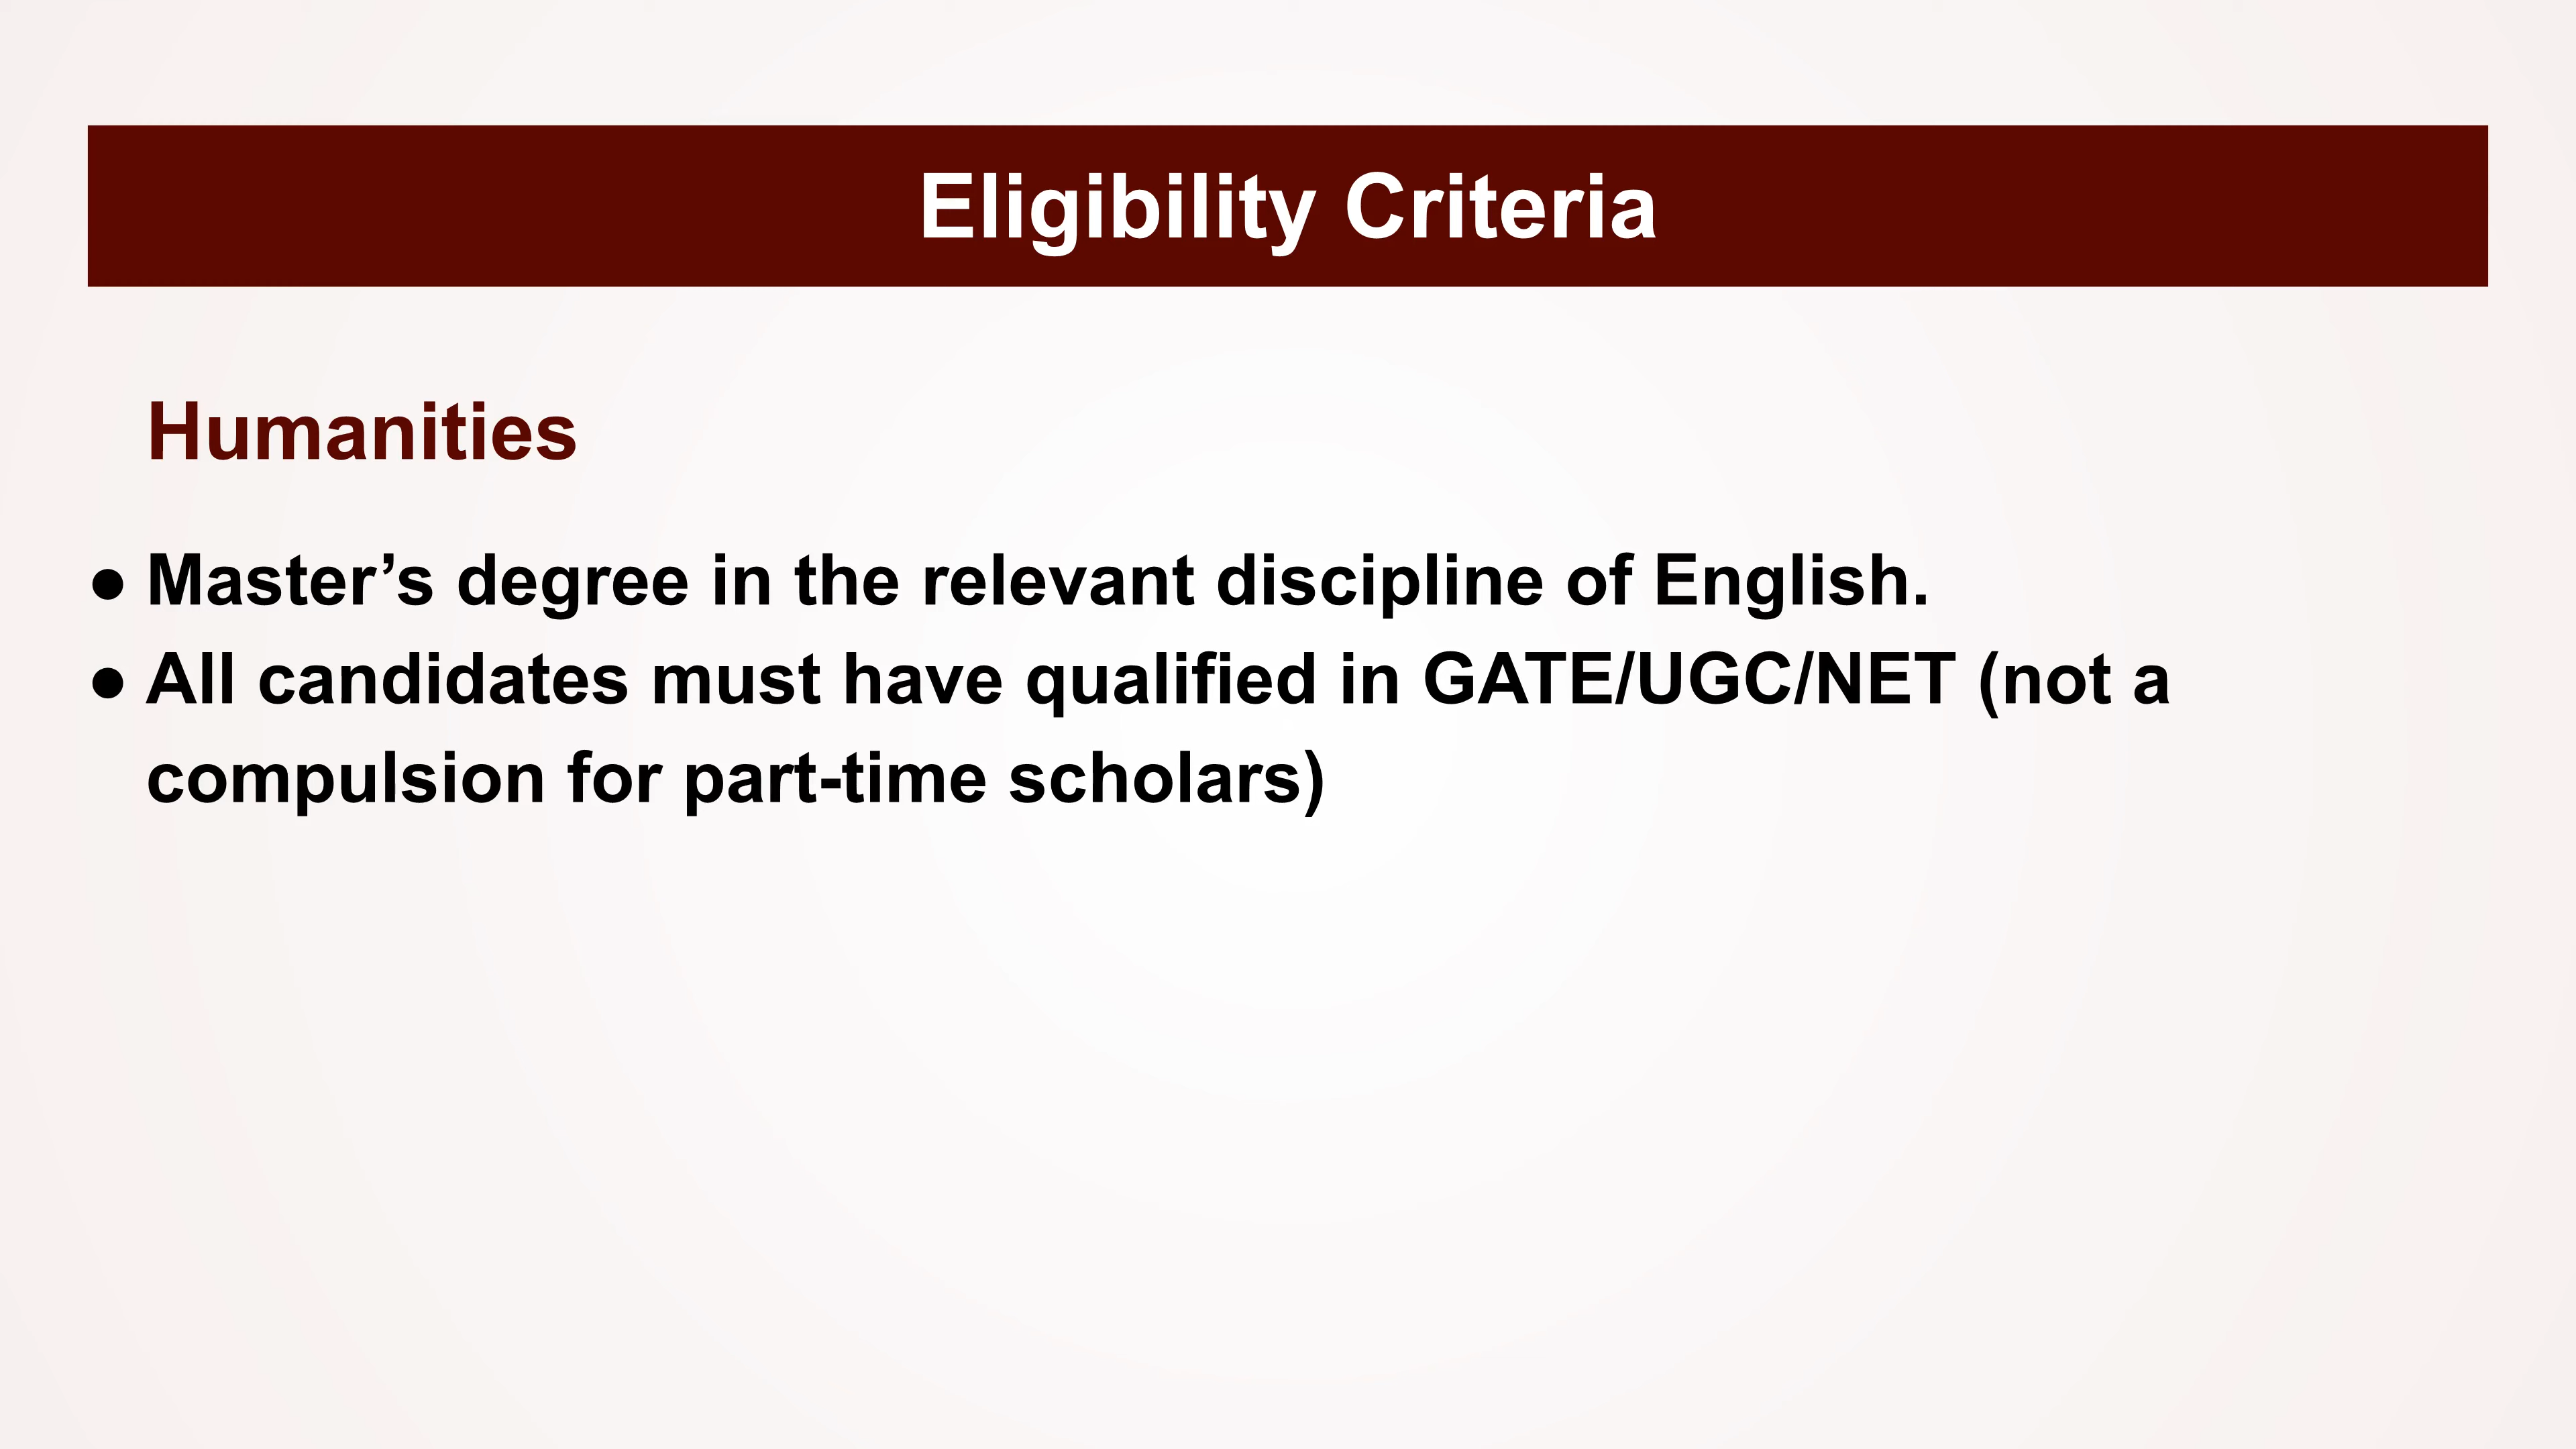 Eligibility Criteria
Humanities
● Master’s degree in the relevant discipline of English.
● All candidates must have qualified in GATE/UGC/NET (not a
compulsion for part-time scholars)